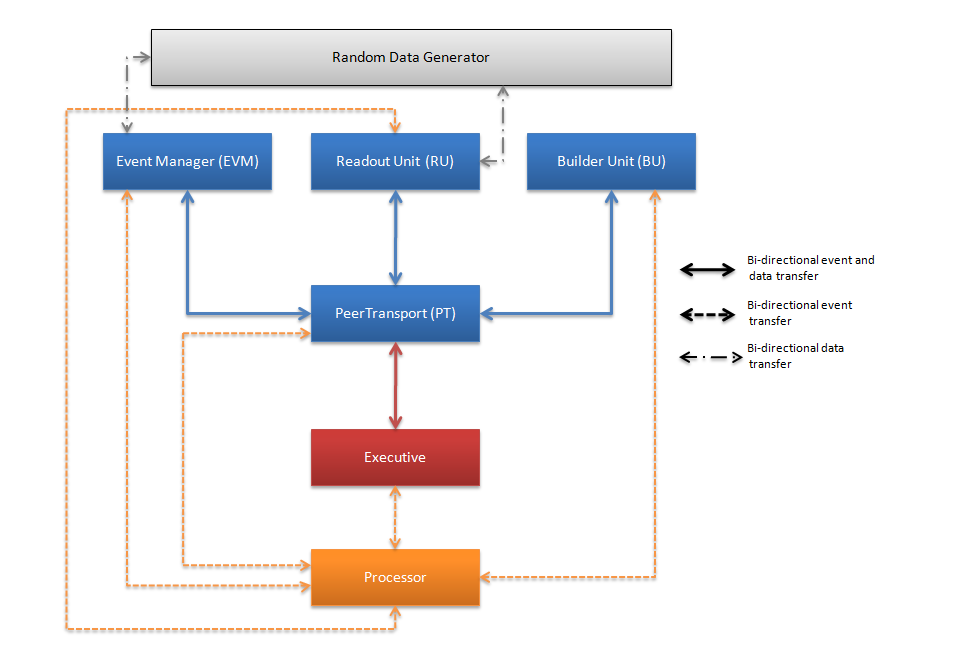 Random Data Generator
Event Manager (EVM)
Readout Unit (RU)
Builder Unit (BU)
Bi-directional event and
data transfer
PeerTransport (PT)
Bi-directional event
transfer
Bi-directional data
transfer
Executive
Processor